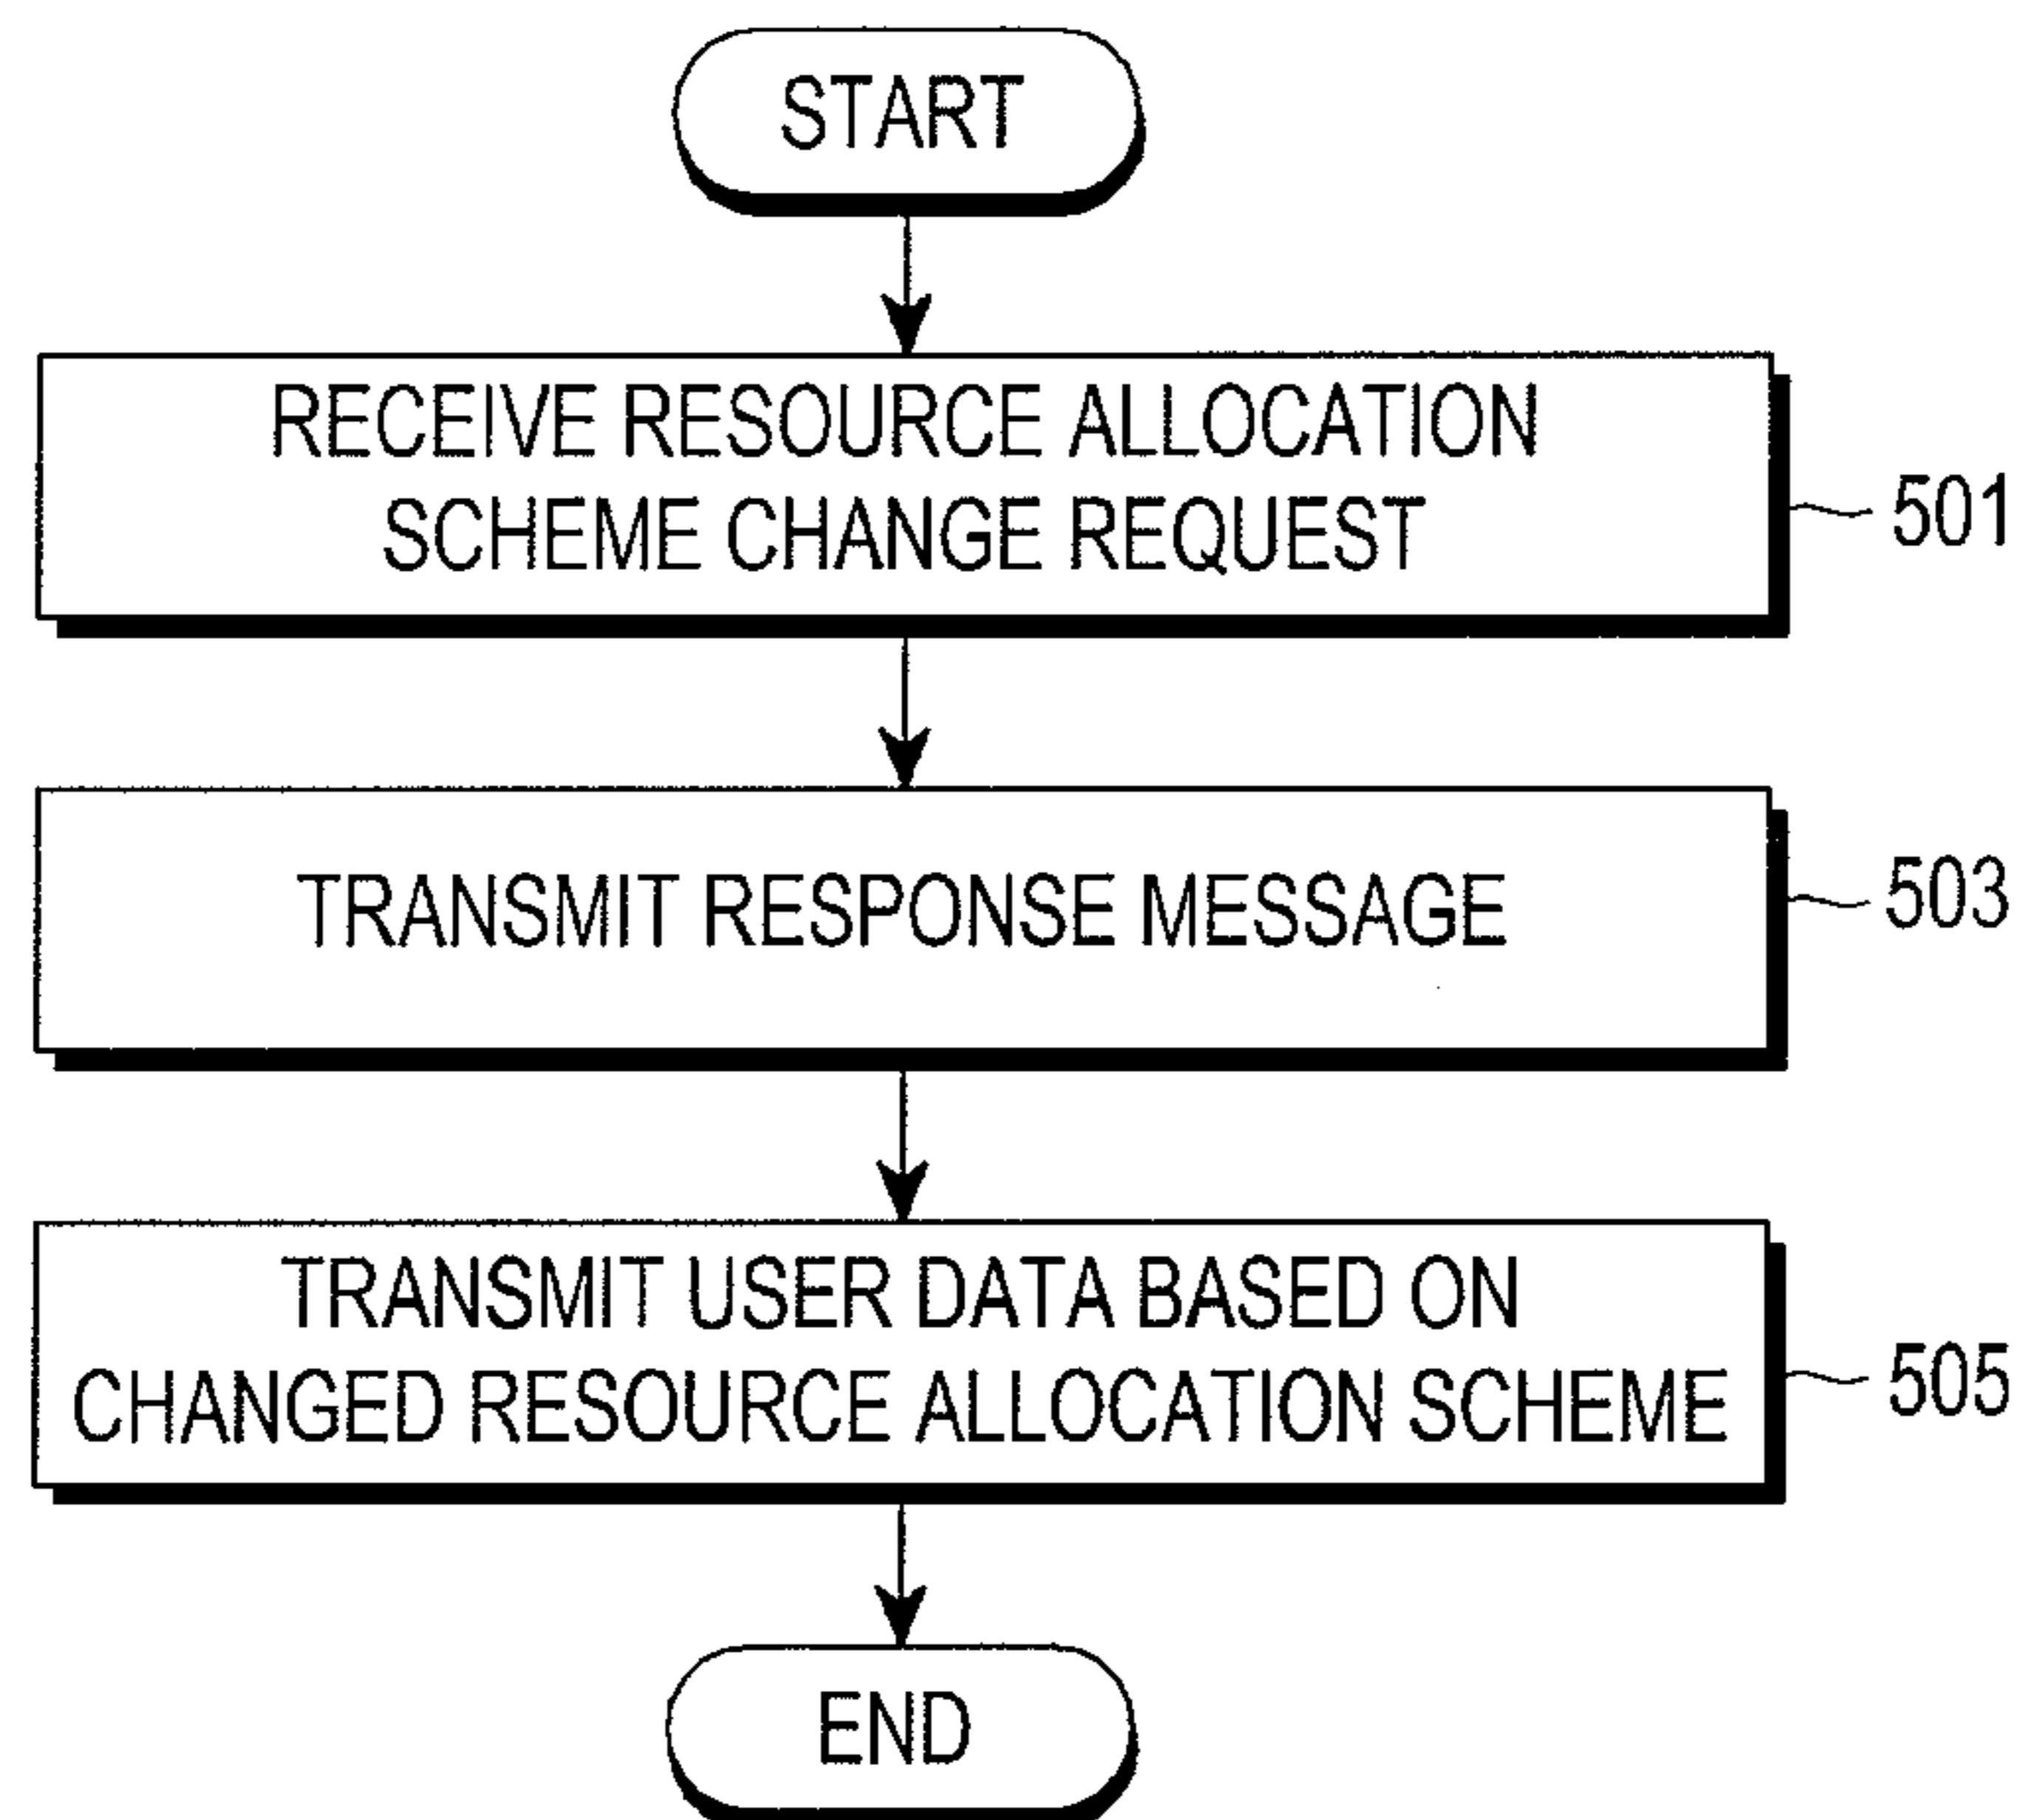 START
RECEIVE RESOURCE ALLOCATION
SCHEME CHANGE REQUEST
501
TRANSMIT RESPONSE MESSAGE
503
TRANSMIT USER DATA BASED ON
CHANGED RESOURCE ALLOCATION SCHEME
505
END